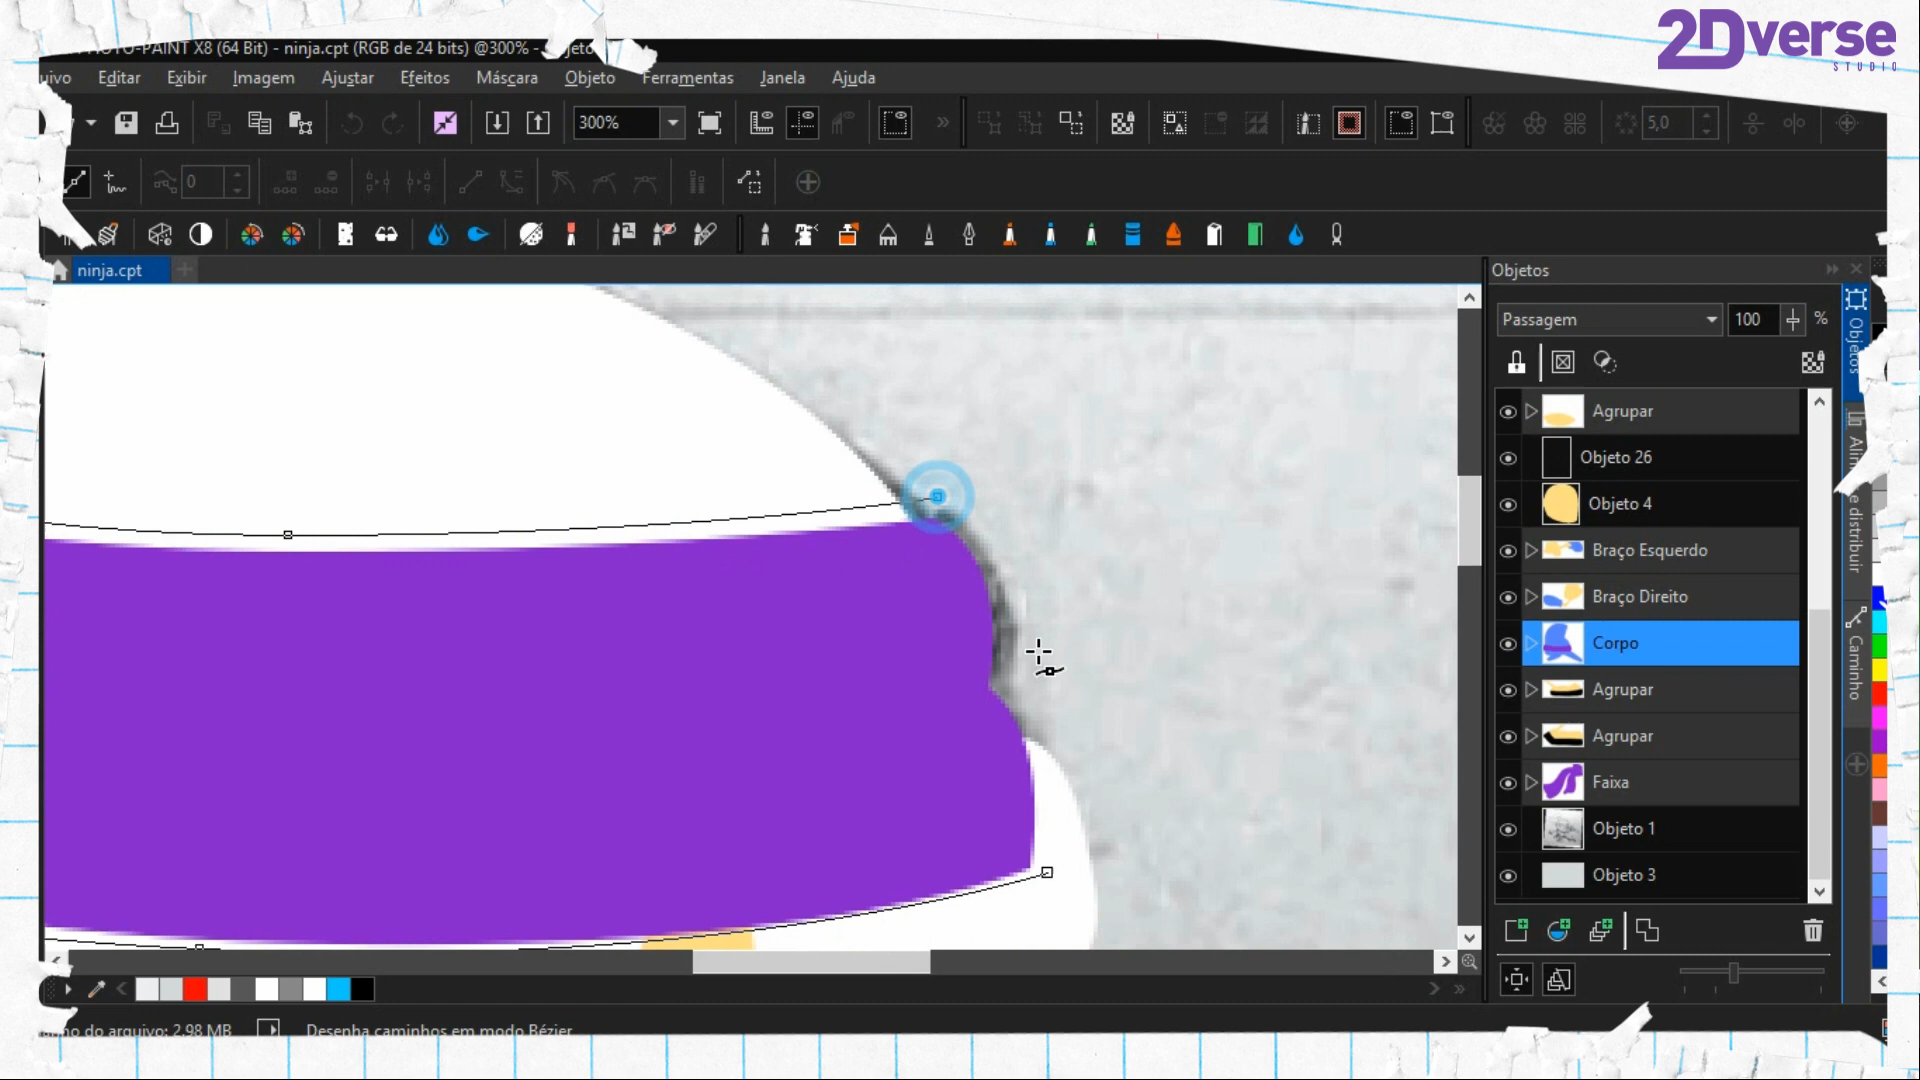 2Dverse
STUDIO
PHOTO-PAINT X8 (64 Bit) - ninja.cpt (RGB de 24 bits) @300% -
uivo Editar Exibir Imagem Ajustar Efeitos Máscara Objeto Ferramentas Janela Ajuda
300%
5,0
0
ninja.cpt
Objetos
Passagem 100 %
Agrupar
Objeto 26
Objeto 4
Braço Esquerdo
Braço Direito
Corpo
Agrupar
Agrupar
Faixa
Objeto 1
Objeto 3
Objetos
e distribuir
Caminho
nho do arquivo: 2,98 MB Desenha caminhos em modo Bézier